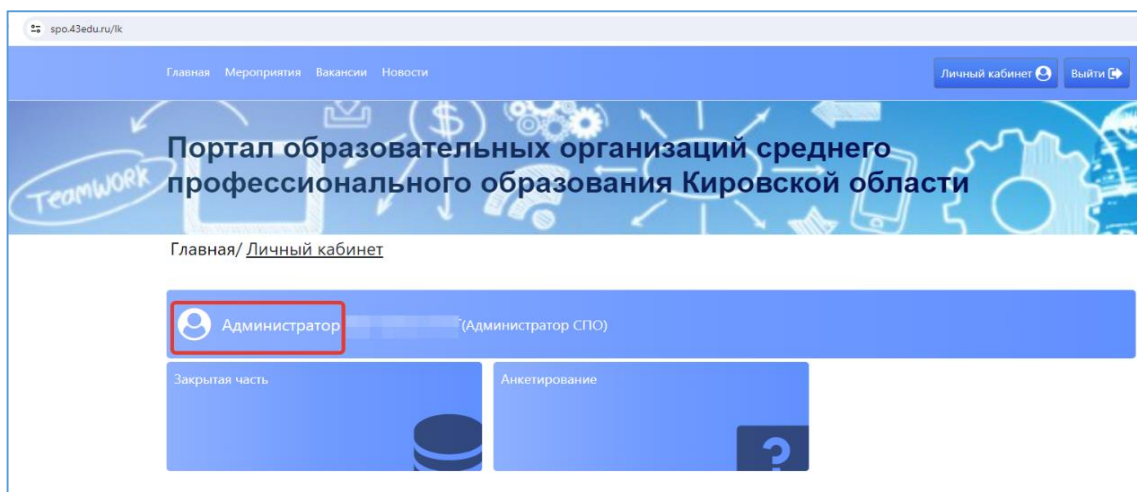 spo.43edu.ru/lk
Главная Мероприятия Вакансии Новости
Личный кабинет Выйти
Портал образовательных организаций среднего
профессионального образования Кировской области
TEAMWORK
Главная/ Личный кабинет
Администратор (Администратор СПО)
Закрытая часть
Анкетирование
?